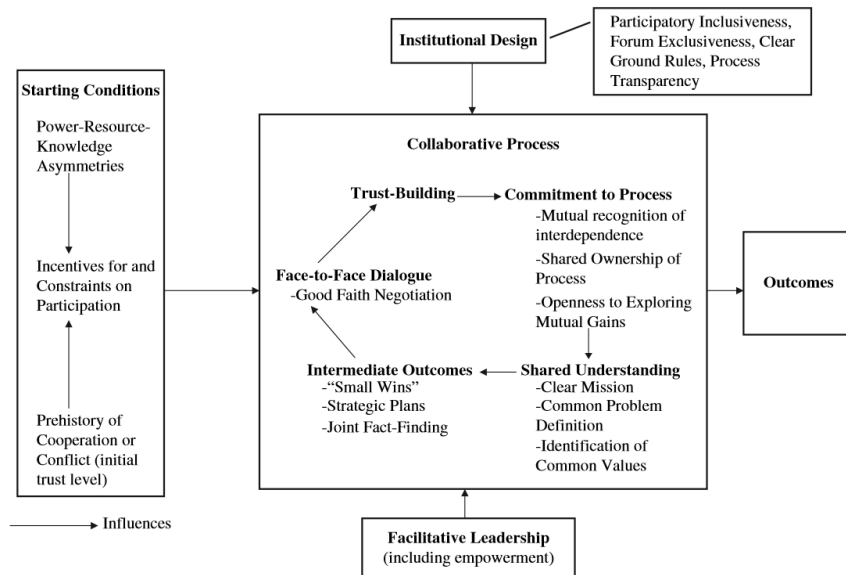 Institutional Design
Participatory Inclusiveness,
Forum Exclusiveness, Clear
Ground Rules, Process
Transparency
Starting Conditions
Power-Resource-
Knowledge
Asymmetries
Incentives for and
Constraints on
Participation
Prehistory of
Cooperation or
Conflict (initial
trust level)
Influences
Collaborative Process
Trust-Building
Commitment to Process
-Mutual recognition of
interdependence
-Shared Ownership of
Process
-Openness to Exploring
Mutual Gains
Face-to-Face Dialogue
-Good Faith Negotiation
Intermediate Outcomes
-“Small Wins”
-Strategic Plans
-Joint Fact-Finding
Shared Understanding
-Clear Mission
-Common Problem
Definition
-Identification of
Common Values
Outcomes
Facilitative Leadership
(including empowerment)